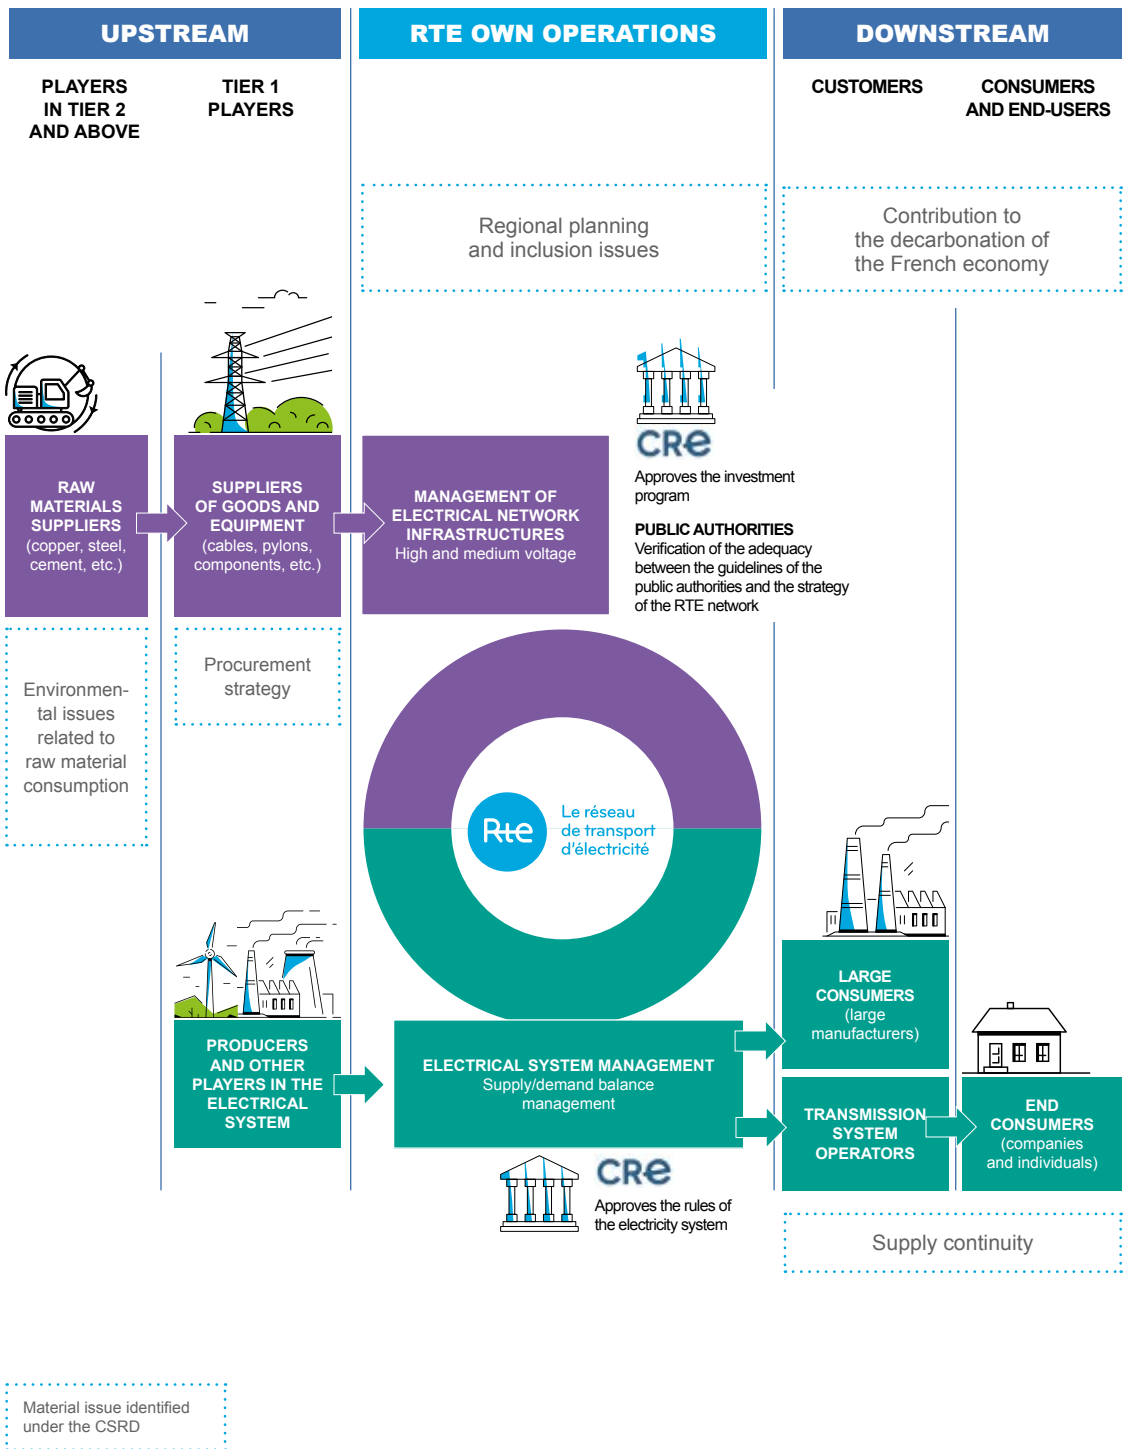 UPSTREAM
RTE OWN OPERATIONS
DOWNSTREAM
PLAYERS
IN TIER 2
AND ABOVE
TIER 1
PLAYERS
CUSTOMERS
CONSUMERS
AND END-USERS
Regional planning
and inclusion issues
Contribution to
the decarbonation of
the French economy
RAW
MATERIALS
SUPPLIERS
(copper, steel,
cement, etc.)
SUPPLIERS
OF GOODS AND
EQUIPMENT
(cables, pylons,
components, etc.)
MANAGEMENT OF
ELECTRICAL NETWORK
INFRASTRUCTURES
High and medium voltage
CRe
Approves the investment
program
PUBLIC AUTHORITIES
Verification of the adequacy
between the guidelines of the
public authorities and the strategy
of the RTE network
Environmen-
tal issues
related to
raw material
consumption
Procurement
strategy
Rte
Le réseau
de transport
d'électricité
PRODUCERS
AND OTHER
PLAYERS IN THE
ELECTRICAL
SYSTEM
ELECTRICAL SYSTEM MANAGEMENT
Supply/demand balance
management
LARGE
CONSUMERS
(large
manufacturers)
TRANSMISSION
SYSTEM
OPERATORS
END
CONSUMERS
(companies
and individuals)
CRe
Approves the rules of
the electricity system
Supply continuity
Material issue identified
under the CSRD